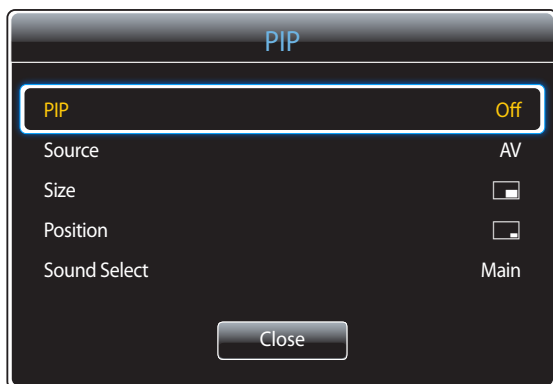 PIP
PIP Off
Source AV
Size
Position
Sound Select Main
Close